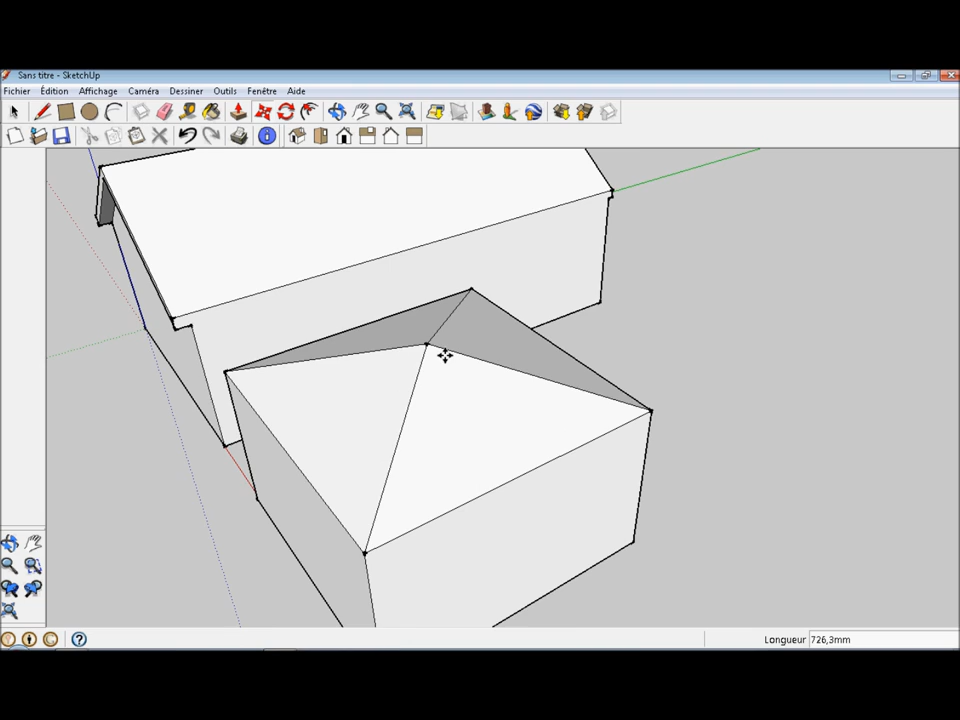 Sans titre - SketchUp
Fichier Édition Affichage Caméra Dessiner Outils Fenêtre Aide
Longueur 726,3mm